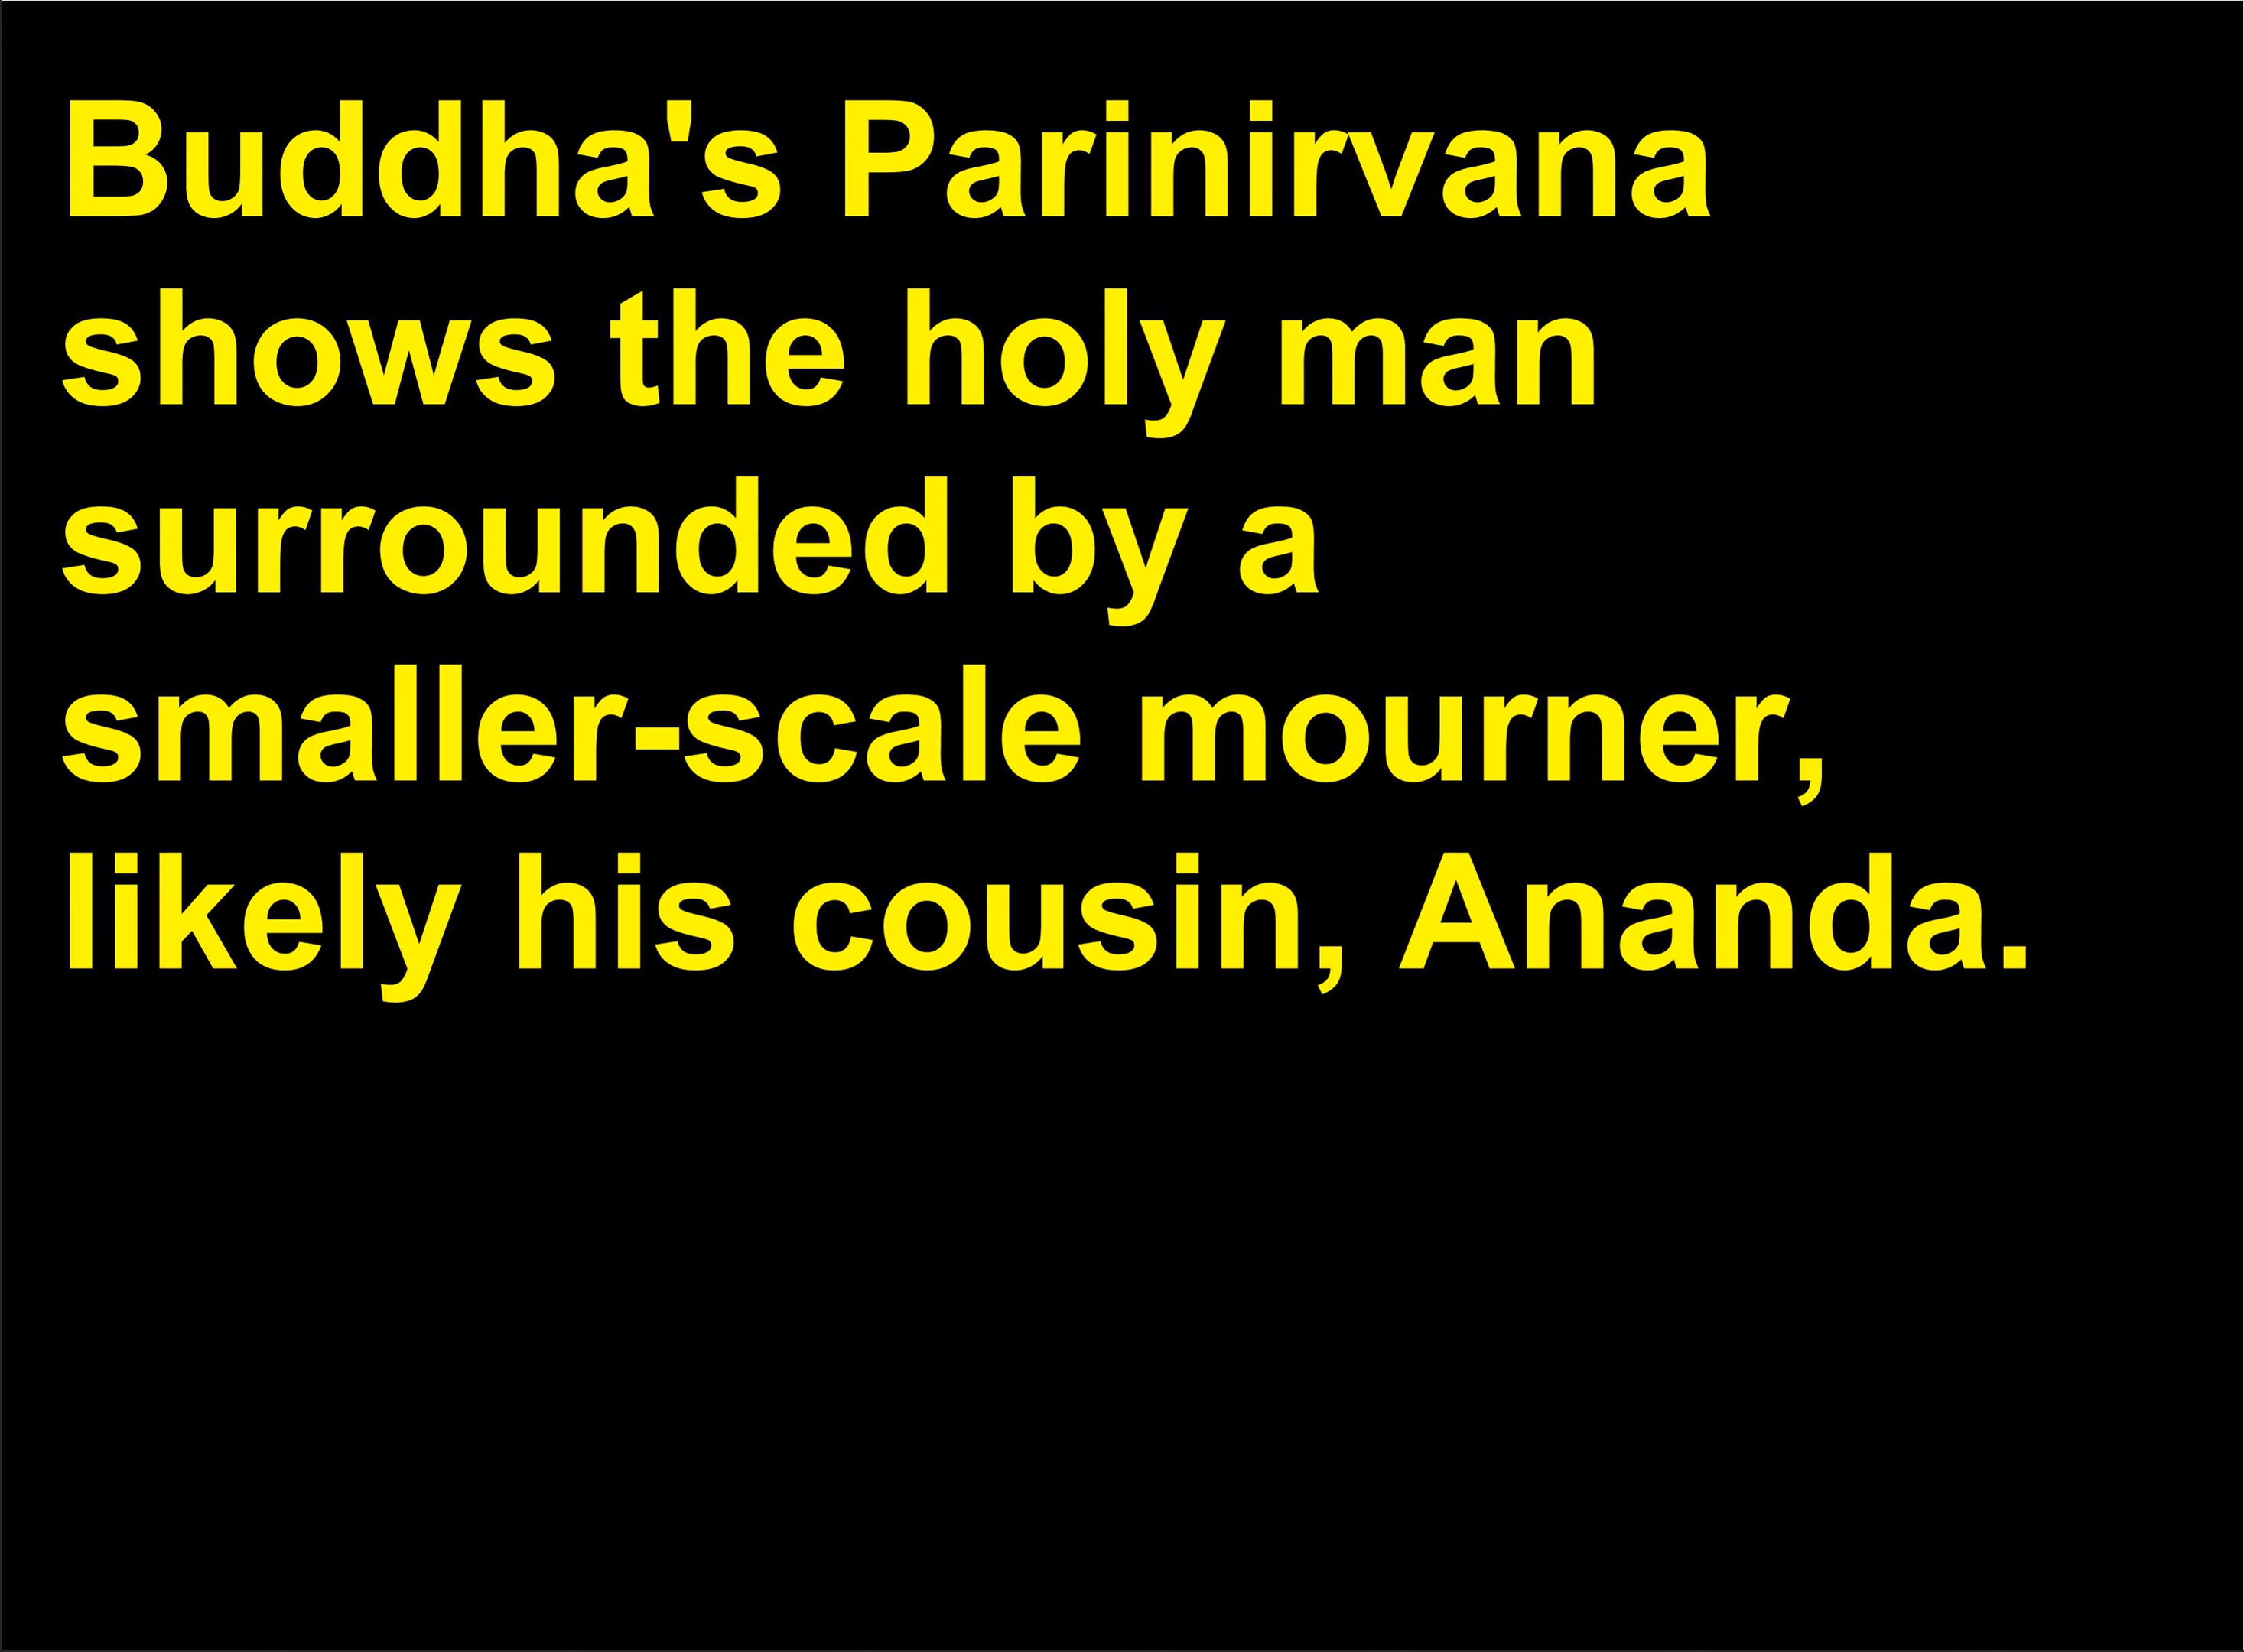 Buddha's Parinirvana
shows the holy man
surrounded by a
smaller-scale mourner,
likely his cousin, Ananda.